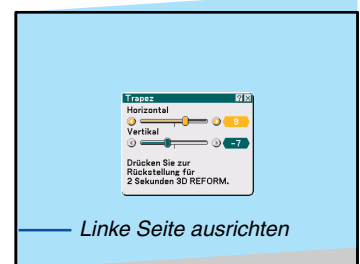 Trapez
Horizontal
9
Vertikal
-7
Drücken Sie zur
Rückstellung für
2 Sekunden 3D REFORM.
Linke Seite ausrichten